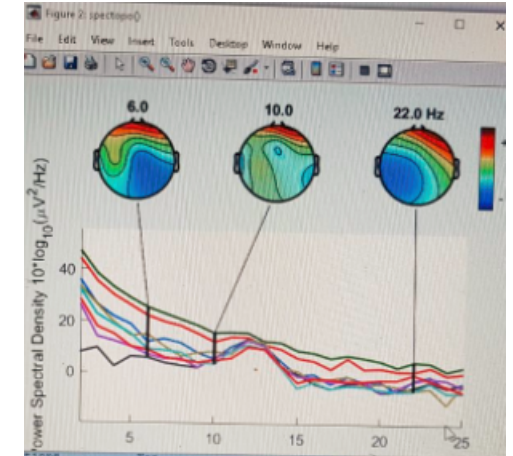 Figure 2: spectopo()
File Edit View Insert Tools Desktop Window Help
6.0 10.0 22.0 Hz
+
-
ower Spectral Density 10*log10(μV2/Hz)
40
20
0
5 10 15 20 25